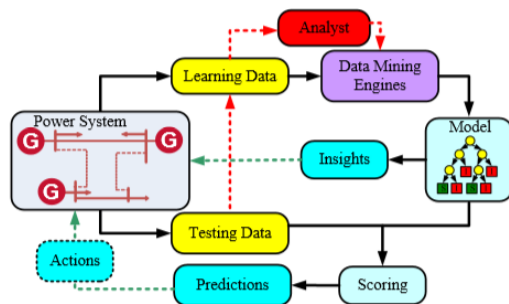 Analyst
Learning Data
Data Mining
Engines
Power System
G
G
G
Model
Insights
Testing Data
Actions
Predictions
Scoring